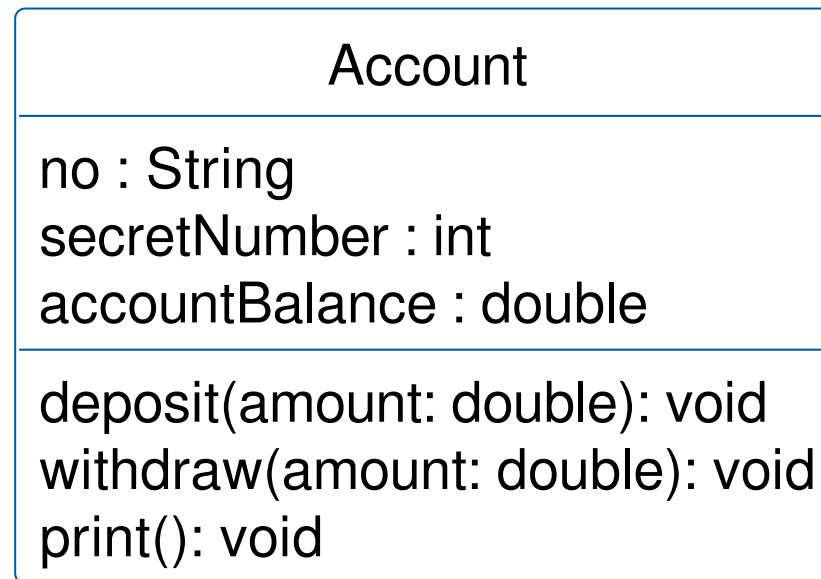 Account
no : String
secretNumber : int
accountBalance : double
deposit(amount: double): void
withdraw(amount: double): void
print(): void